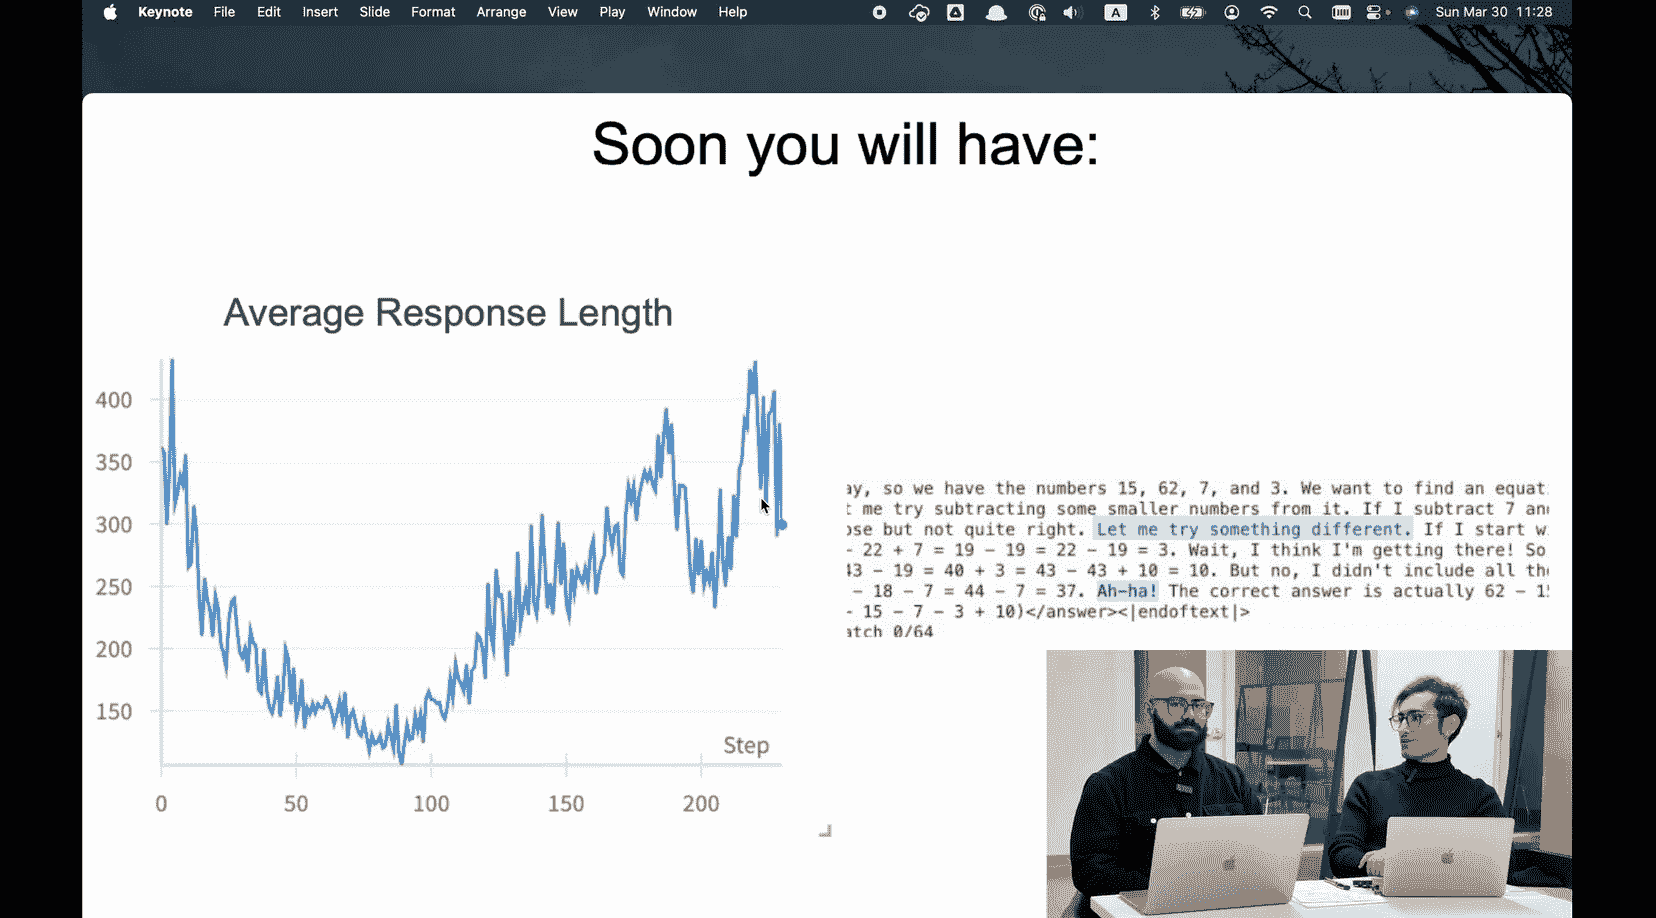 Keynote File Edit Insert Slide Format Arrange View Play Window Help A Sun Mar 30 11:28
Soon you will have:
Average Response Length
400
350
300
250
200
150
Step
0 50 100 150 200
ay, so we have the numbers 15, 62, 7, and 3. We want to find an equat
t me try subtracting some smaller numbers from it. If I subtract 7 an
ose but not quite right. Let me try something different. If I start w
- 22 + 7 = 19 - 19 = 22 - 19 = 3. Wait, I think I'm getting there! So
43 - 19 = 40 + 3 = 43 - 43 + 10 = 10. But no, I didn't include all th
- 18 - 7 = 44 - 7 = 37. Ah-ha! The correct answer is actually 62 - 1
- 15 - 7 - 3 + 10)</answer><|endoftext|>
atch 0/64